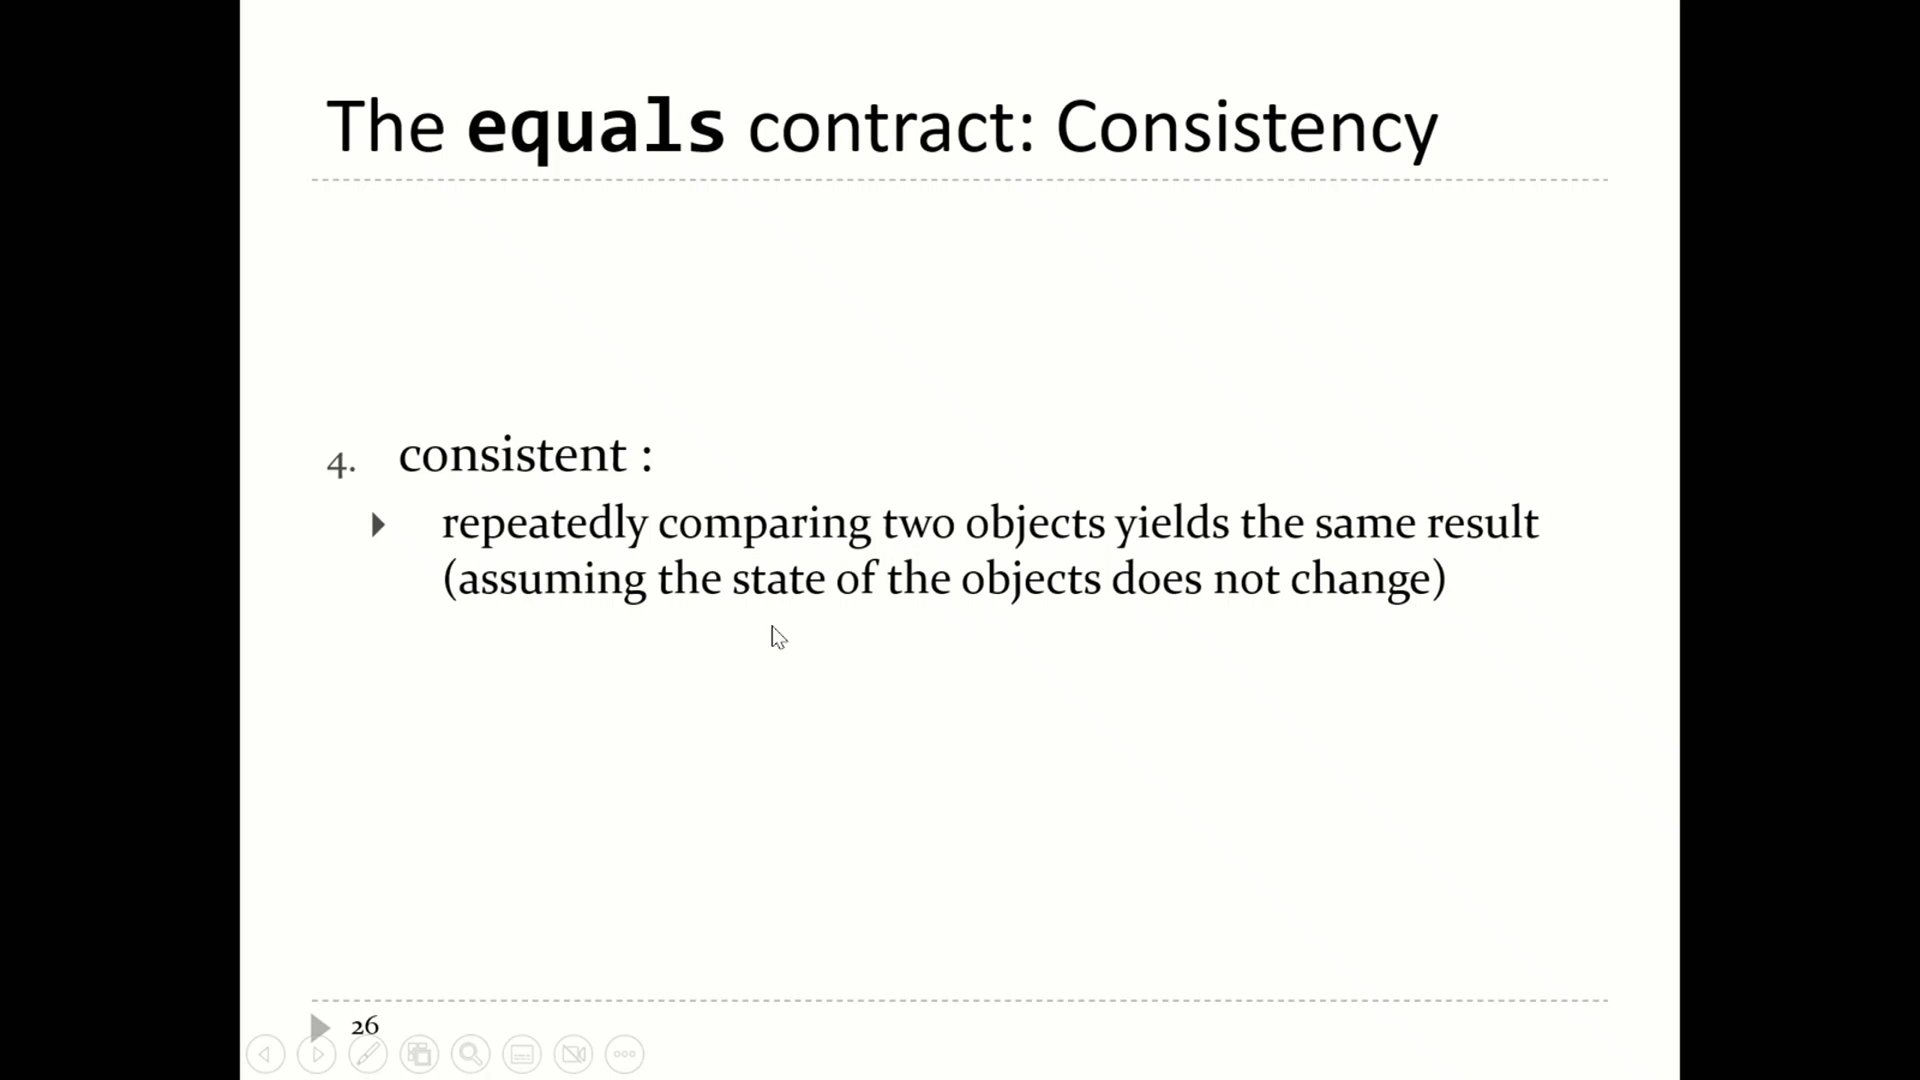 The equals contract: Consistency
4. consistent :
repeatedly comparing two objects yields the same result
(assuming the state of the objects does not change)
26